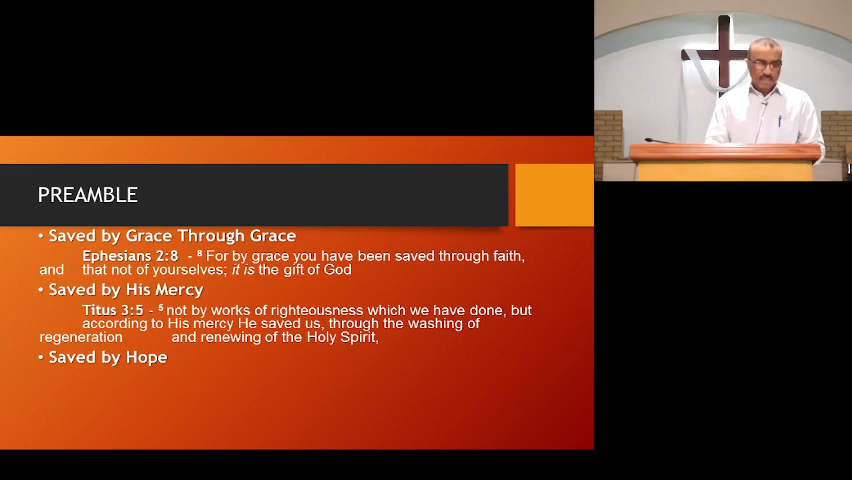 PREAMBLE
• Saved by Grace Through Grace
Ephesians 2:8 - 8 For by grace you have been saved through faith,
and that not of yourselves; it is the gift of God
• Saved by His Mercy
Titus 3:5 - 5 not by works of righteousness which we have done, but
according to His mercy He saved us, through the washing of
regeneration and renewing of the Holy Spirit,
• Saved by Hope